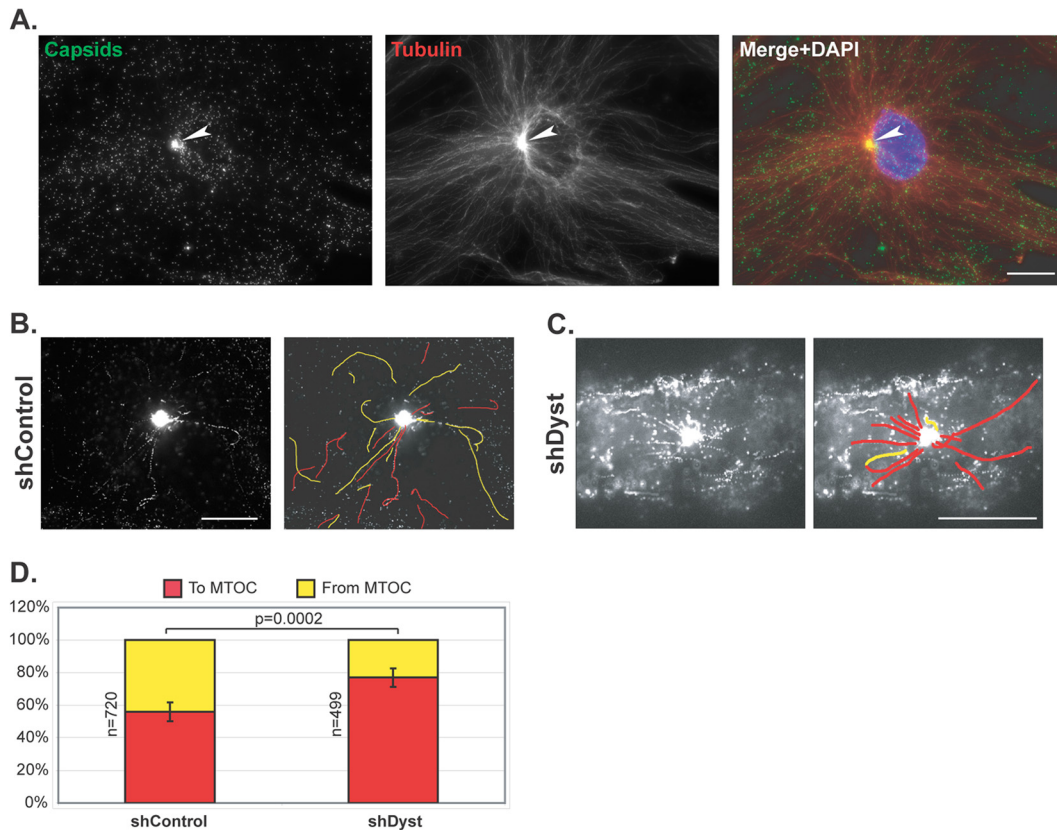 A.
Capsids
Tubulin
Merge+DAPI
B.
shControl
C.
shDyst
D.
To MTOC
From MTOC
120%
100%
80%
60%
40%
20%
0%
p=0.0002
n=720
n=499
shControl
shDyst